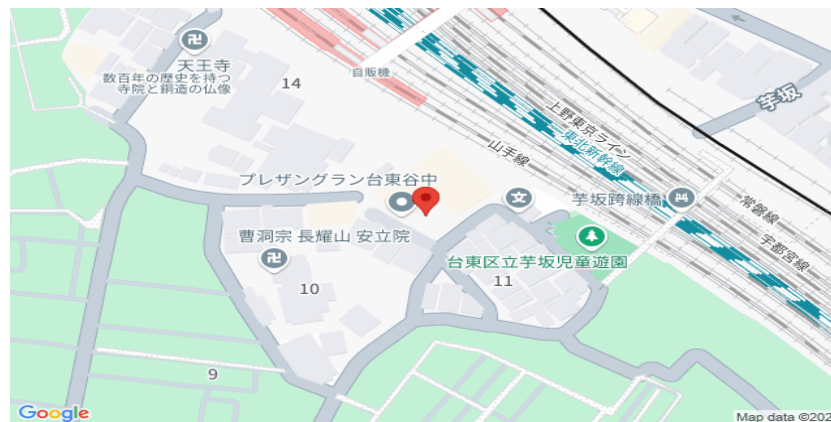 天王寺
数百年の歴史を持つ
寺院と銅造の仏像
14
自販機
芋坂
上野東京ライン
東北新幹線
山手線
プレザングラン台東谷中
文
芋坂跨線橋
常磐線
宇都宮線
曹洞宗 長耀山 安立院
台東区立芋坂児童遊園
10
11
9
Google
Map data ©202